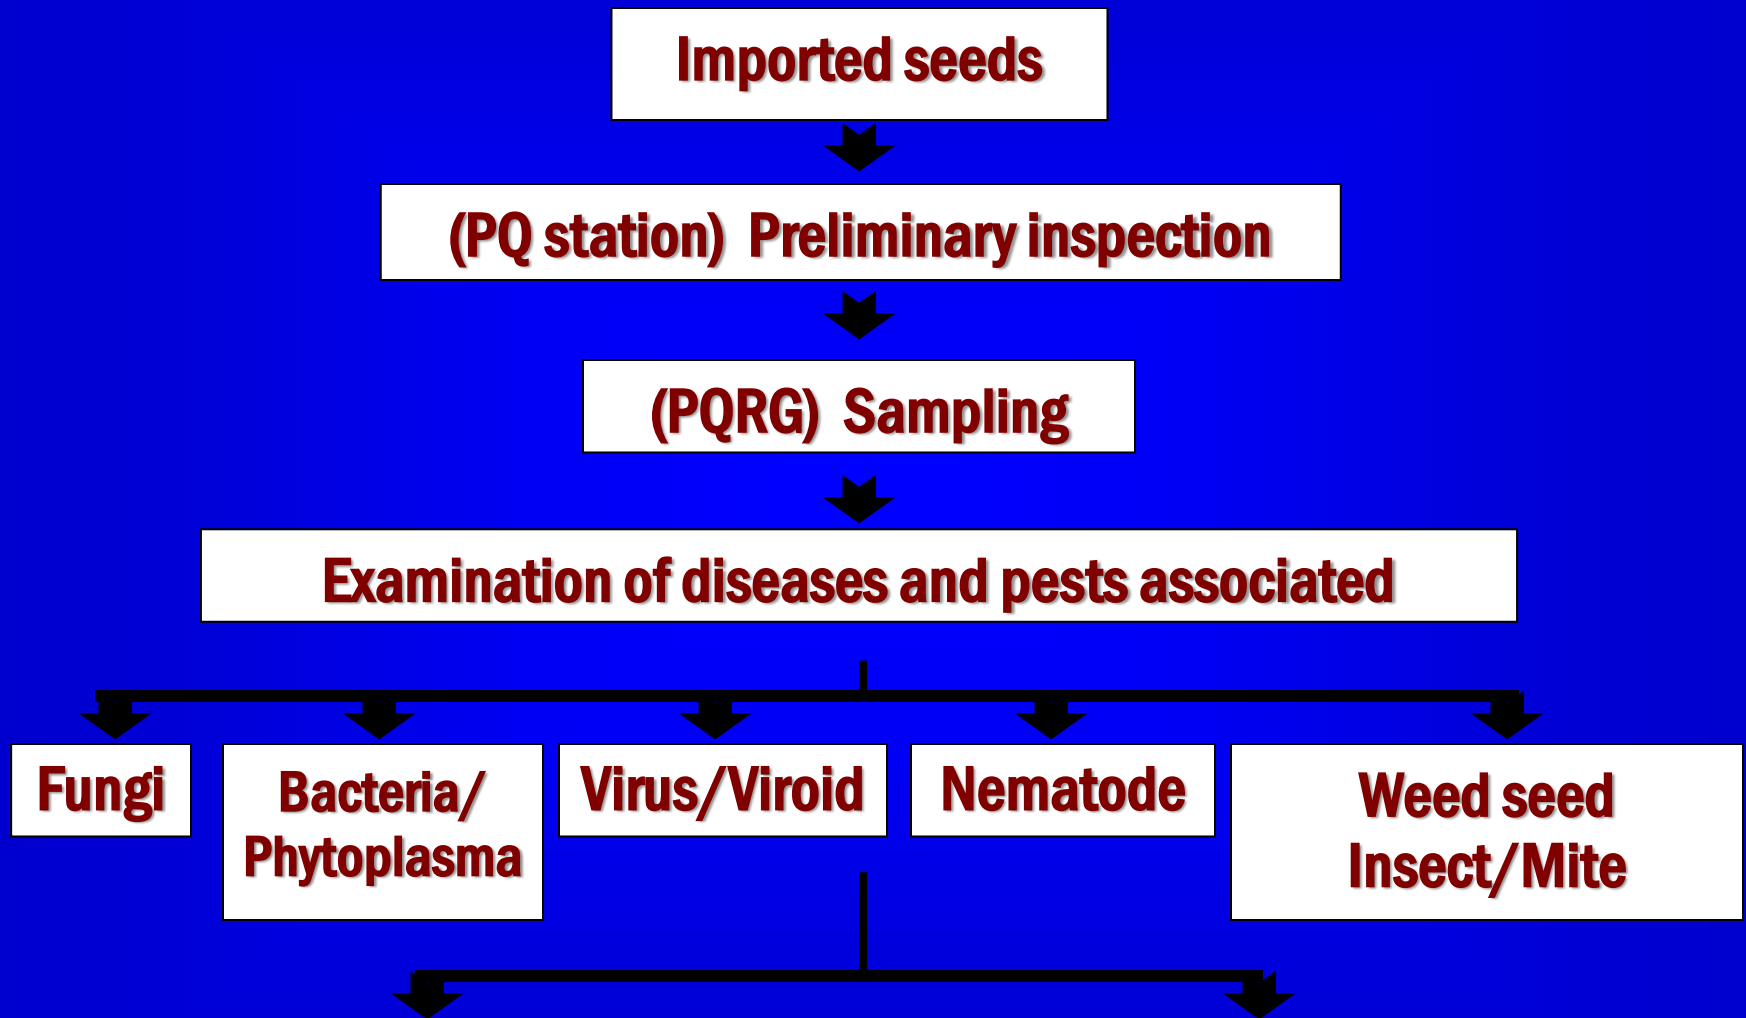 Imported seeds
(PQ station) Preliminary inspection
(PQRG) Sampling
Examination of diseases and pests associated
Fungi
Bacteria/
Phytoplasma
Virus/Viroid
Nematode
Weed seed
Insect/Mite